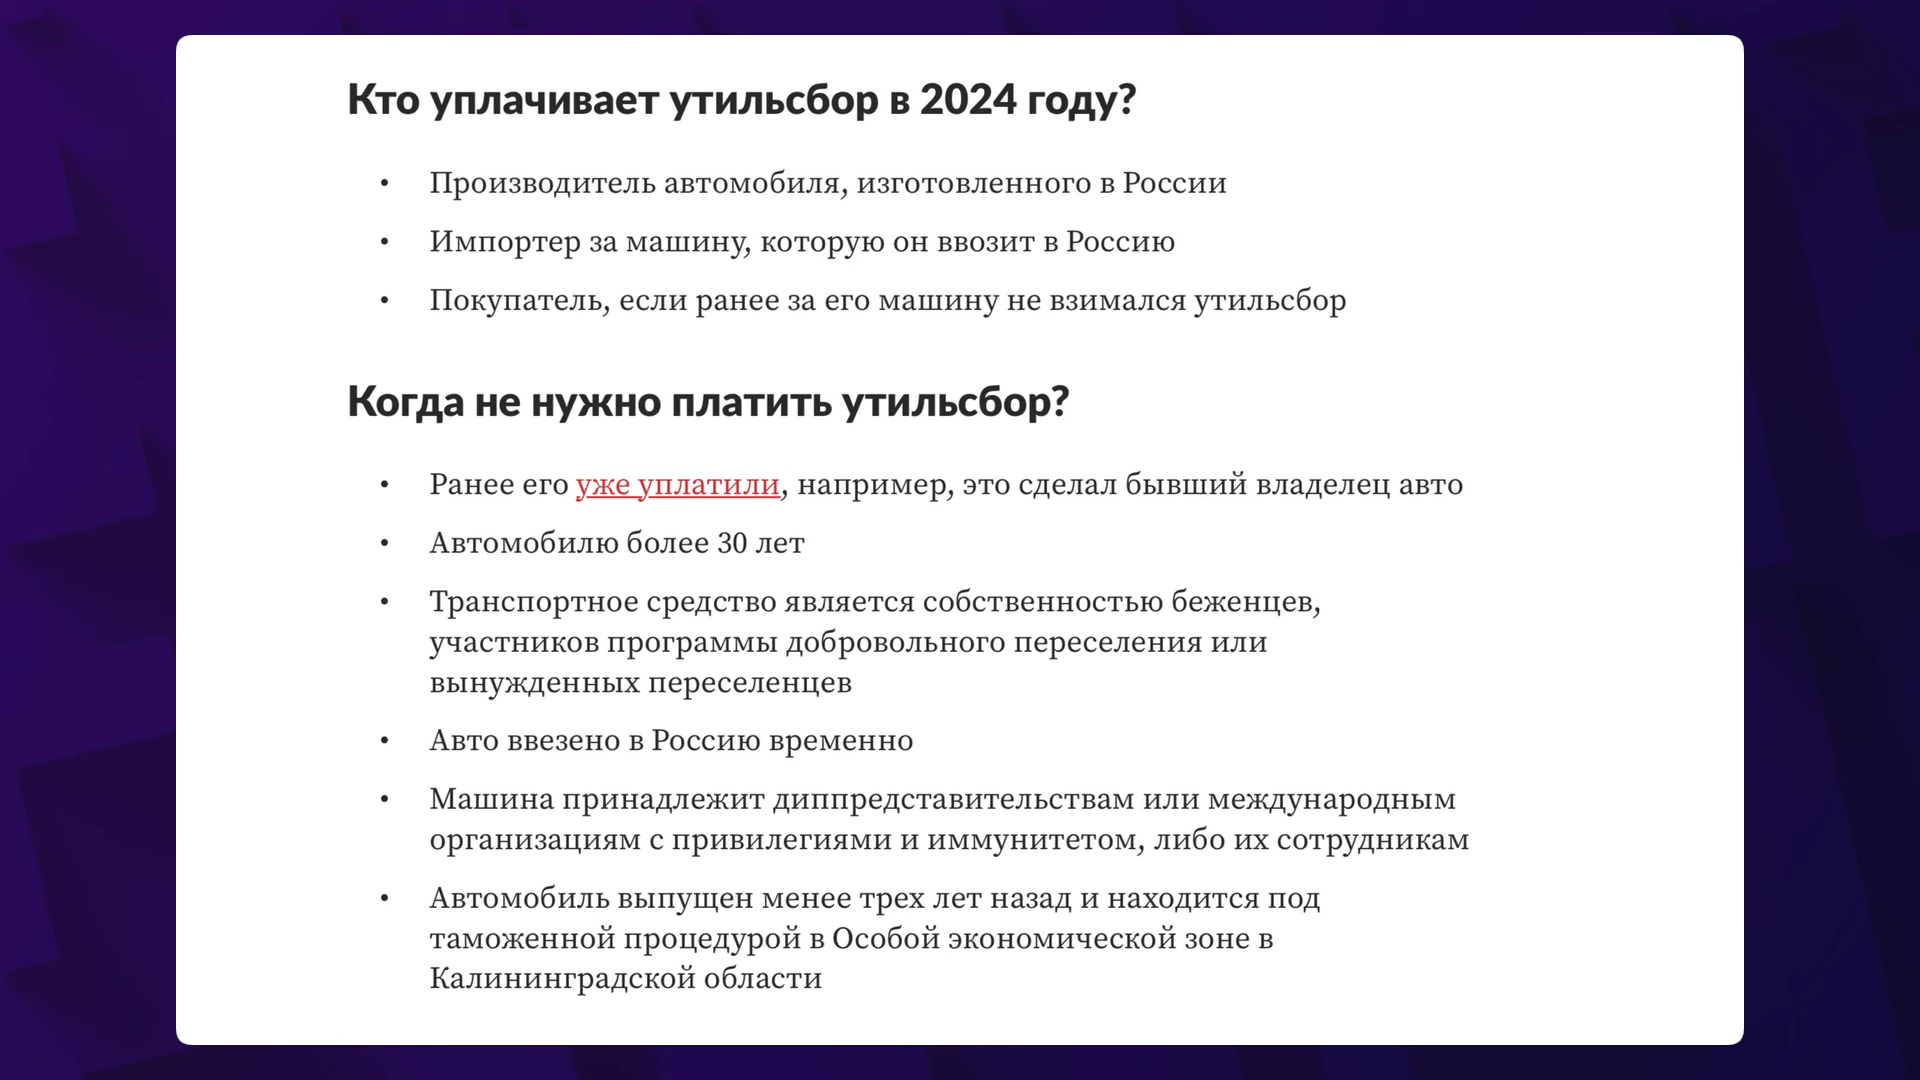 Кто уплачивает утильсбор в 2024 году?
• Производитель автомобиля, изготовленного в России
• Импортер за машину, которую он ввозит в Россию
• Покупатель, если ранее за его машину не взимался утильсбор
Когда не нужно платить утильсбор?
• Ранее его уже уплатили, например, это сделал бывший владелец авто
• Автомобилю более 30 лет
• Транспортное средство является собственностью беженцев,
участников программы добровольного переселения или
вынужденных переселенцев
• Авто ввезено в Россию временно
• Машина принадлежит диппредставительствам или международным
организациям с привилегиями и иммунитетом, либо их сотрудникам
• Автомобиль выпущен менее трех лет назад и находится под
таможенной процедурой в Особой экономической зоне в
Калининградской области